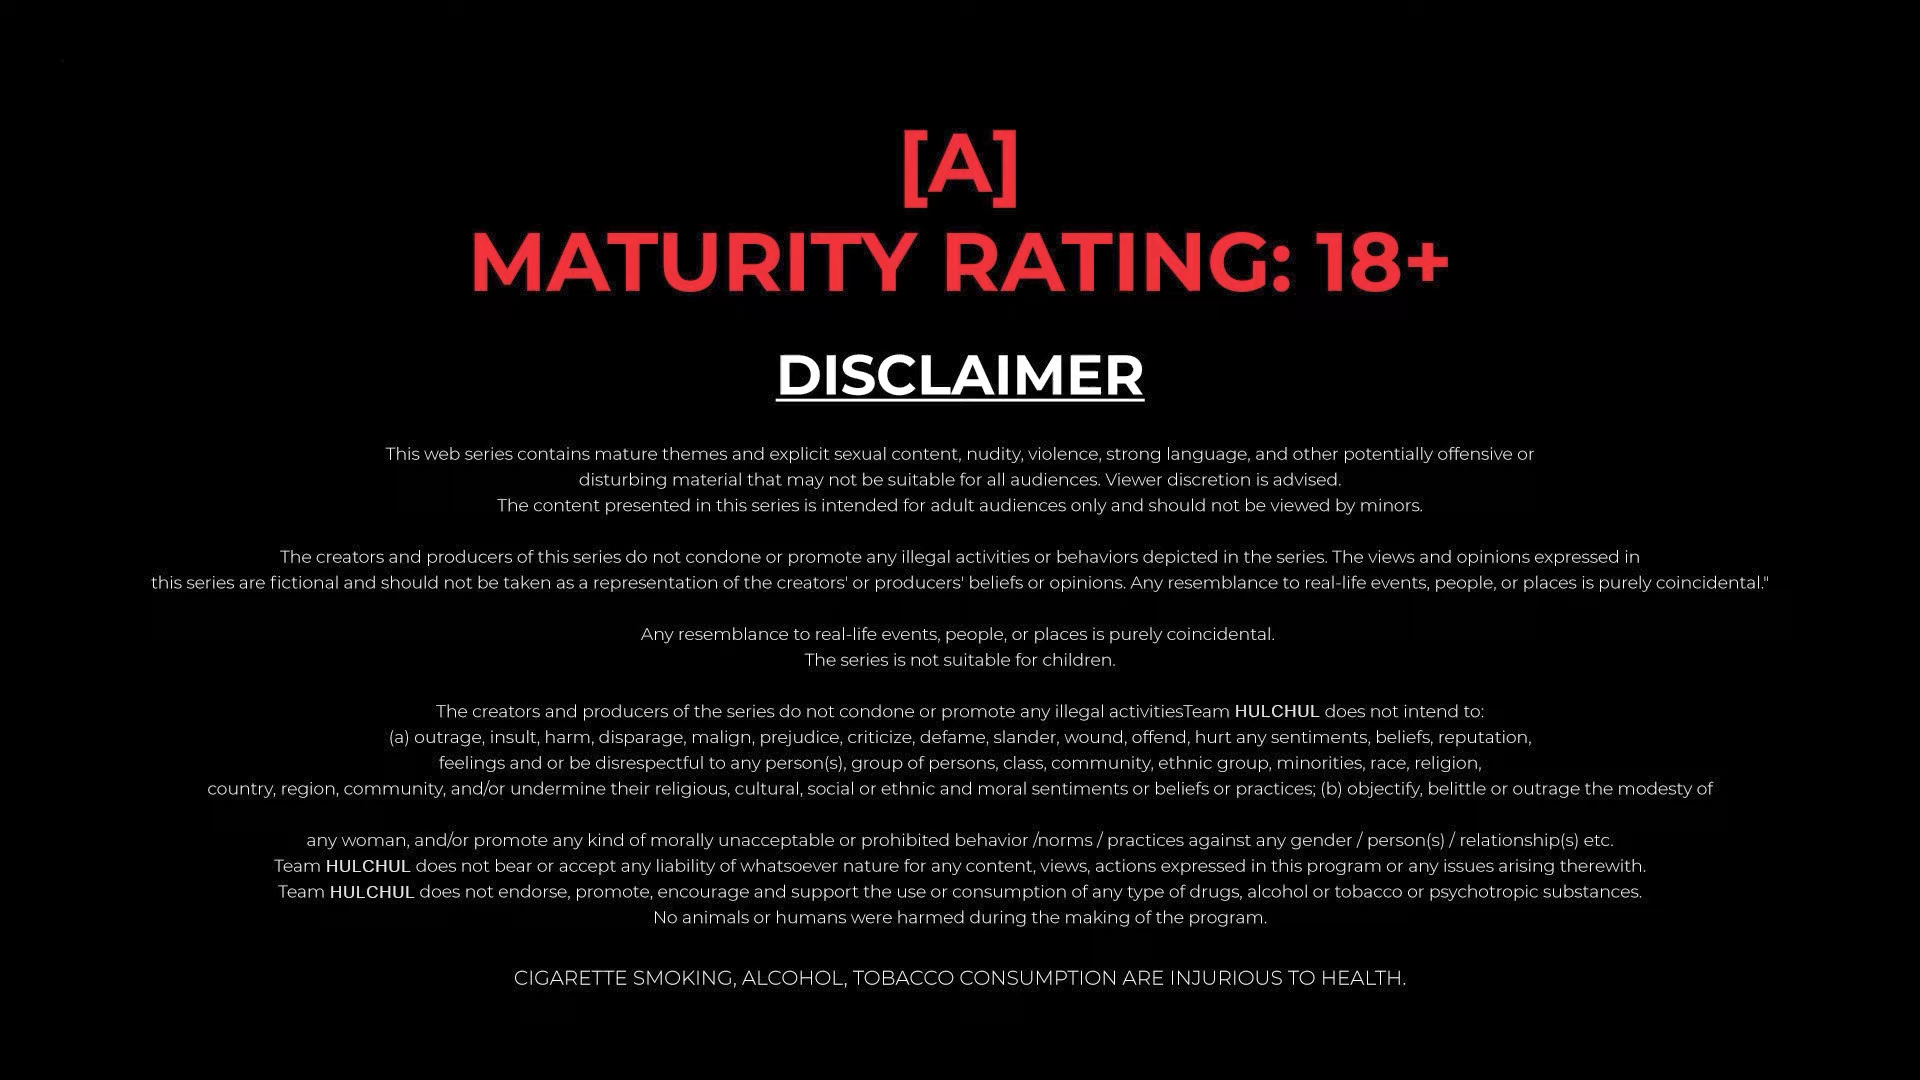 [A]
MATURITY RATING: 18+
DISCLAIMER
This web series contains mature themes and explicit sexual content, nudity, violence, strong language, and other potentially offensive or
disturbing material that may not be suitable for all audiences. Viewer discretion is advised.
The content presented in this series is intended for adult audiences only and should not be viewed by minors.
The creators and producers of this series do not condone or promote any illegal activities or behaviors depicted in the series. The views and opinions expressed in
this series are fictional and should not be taken as a representation of the creators' or producers' beliefs or opinions. Any resemblance to real-life events, people, or places is purely coincidental."
Any resemblance to real-life events, people, or places is purely coincidental.
The series is not suitable for children.
The creators and producers of the series do not condone or promote any illegal activitiesTeam HULCHUL does not intend to:
(a) outrage, insult, harm, disparage, malign, prejudice, criticize, defame, slander, wound, offend, hurt any sentiments, beliefs, reputation,
feelings and or be disrespectful to any person(s), group of persons, class, community, ethnic group, minorities, race, religion,
country, region, community, and/or undermine their religious, cultural, social or ethnic and moral sentiments or beliefs or practices; (b) objectify, belittle or outrage the modesty of
any woman, and/or promote any kind of morally unacceptable or prohibited behavior /norms / practices against any gender / person(s) / relationship(s) etc.
Team HULCHUL does not bear or accept any liability of whatsoever nature for any content, views, actions expressed in this program or any issues arising therewith.
Team HULCHUL does not endorse, promote, encourage and support the use or consumption of any type of drugs, alcohol or tobacco or psychotropic substances.
No animals or humans were harmed during the making of the program.
CIGARETTE SMOKING, ALCOHOL, TOBACCO CONSUMPTION ARE INJURIOUS TO HEALTH.